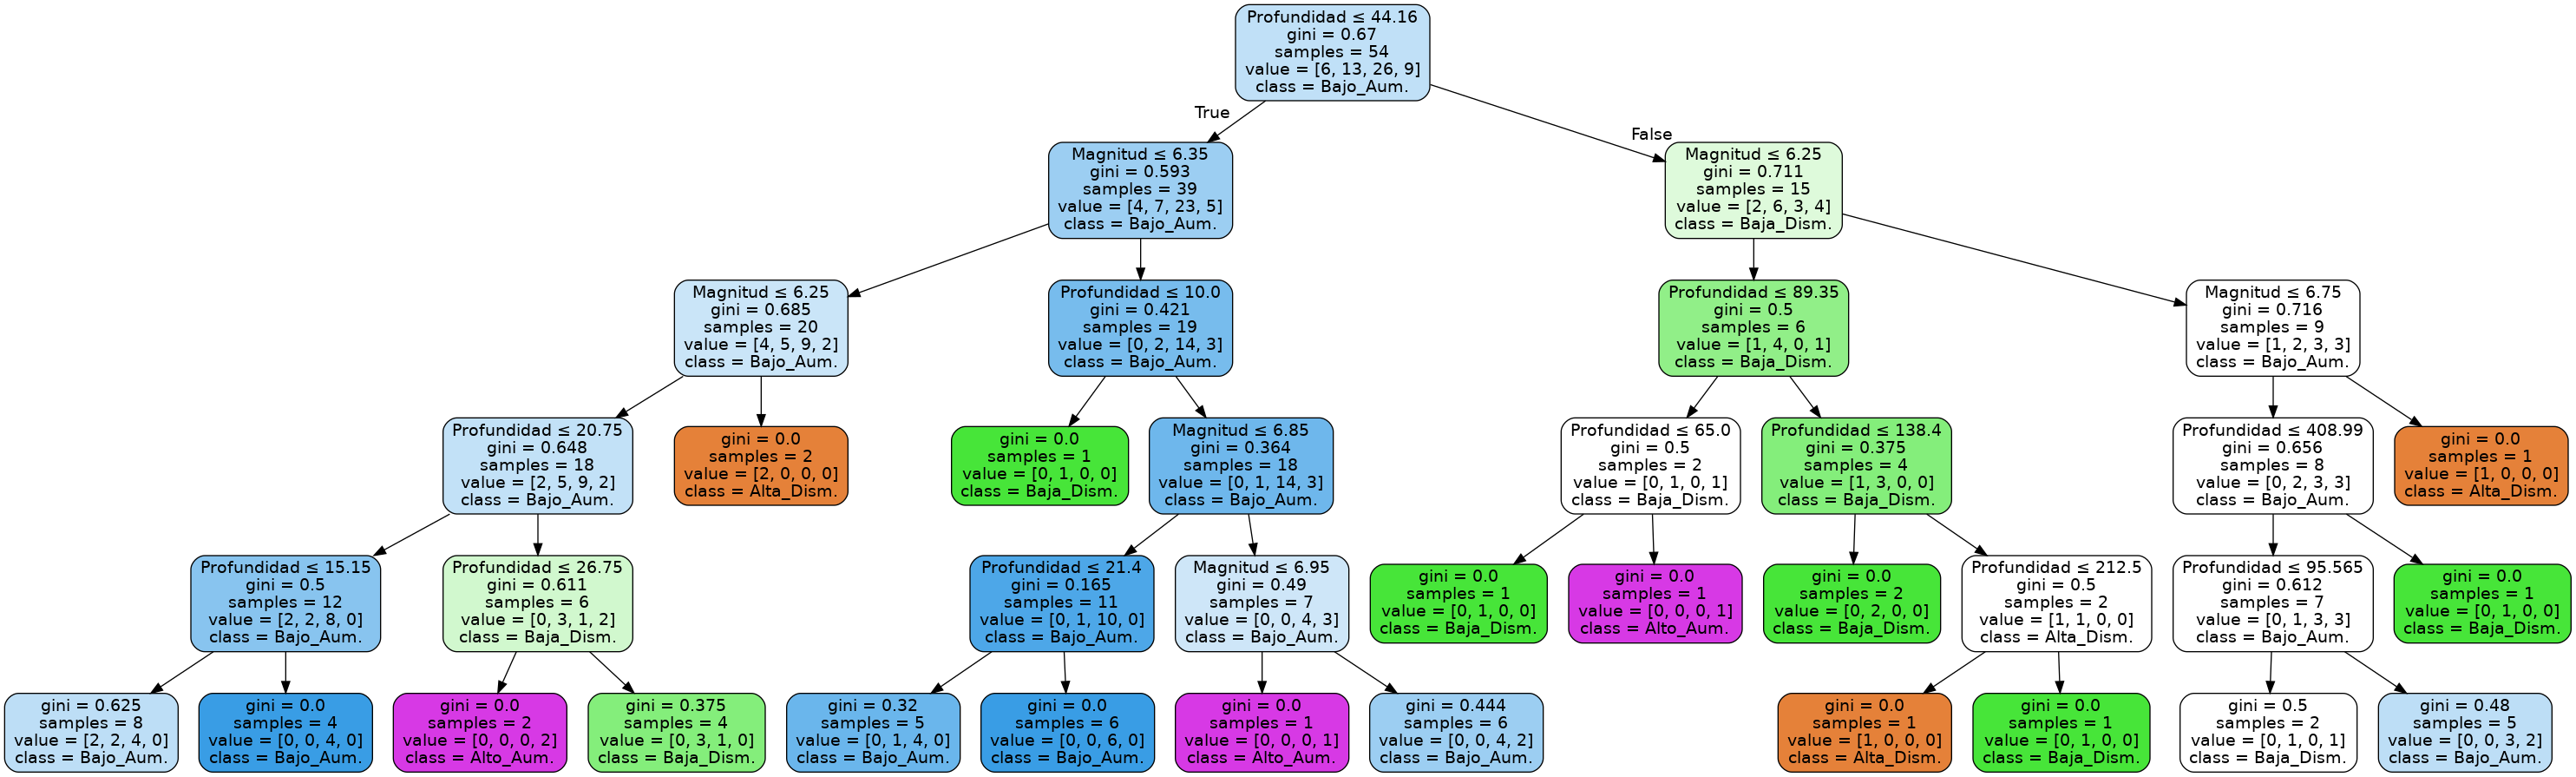 Profundidad ≤ 44.16
gini = 0.67
samples = 54
value = [6, 13, 26, 9]
class = Bajo_Aum.
True
False
Magnitud ≤ 6.35
gini = 0.593
samples = 39
value = [4, 7, 23, 5]
class = Bajo_Aum.
Magnitud ≤ 6.25
gini = 0.711
samples = 15
value = [2, 6, 3, 4]
class = Baja_Dism.
Magnitud ≤ 6.25
gini = 0.685
samples = 20
value = [4, 5, 9, 2]
class = Bajo_Aum.
Profundidad ≤ 10.0
gini = 0.421
samples = 19
value = [0, 2, 14, 3]
class = Bajo_Aum.
Profundidad ≤ 89.35
gini = 0.5
samples = 6
value = [1, 4, 0, 1]
class = Baja_Dism.
Magnitud ≤ 6.75
gini = 0.716
samples = 9
value = [1, 2, 3, 3]
class = Bajo_Aum.
Profundidad ≤ 20.75
gini = 0.648
samples = 18
value = [2, 5, 9, 2]
class = Bajo_Aum.
gini = 0.0
samples = 2
value = [2, 0, 0, 0]
class = Alta_Dism.
gini = 0.0
samples = 1
value = [0, 1, 0, 0]
class = Baja_Dism.
Magnitud ≤ 6.85
gini = 0.364
samples = 18
value = [0, 1, 14, 3]
class = Bajo_Aum.
Profundidad ≤ 65.0
gini = 0.5
samples = 2
value = [0, 1, 0, 1]
class = Baja_Dism.
Profundidad ≤ 138.4
gini = 0.375
samples = 4
value = [1, 3, 0, 0]
class = Baja_Dism.
Profundidad ≤ 408.99
gini = 0.656
samples = 8
value = [0, 2, 3, 3]
class = Bajo_Aum.
gini = 0.0
samples = 1
value = [1, 0, 0, 0]
class = Alta_Dism.
Profundidad ≤ 15.15
gini = 0.5
samples = 12
value = [2, 2, 8, 0]
class = Bajo_Aum.
Profundidad ≤ 26.75
gini = 0.611
samples = 6
value = [0, 3, 1, 2]
class = Baja_Dism.
Profundidad ≤ 21.4
gini = 0.165
samples = 11
value = [0, 1, 10, 0]
class = Bajo_Aum.
Magnitud ≤ 6.95
gini = 0.49
samples = 7
value = [0, 0, 4, 3]
class = Bajo_Aum.
gini = 0.0
samples = 1
value = [0, 1, 0, 0]
class = Baja_Dism.
gini = 0.0
samples = 1
value = [0, 0, 0, 1]
class = Alto_Aum.
gini = 0.0
samples = 2
value = [0, 2, 0, 0]
class = Baja_Dism.
Profundidad ≤ 212.5
gini = 0.5
samples = 2
value = [1, 1, 0, 0]
class = Alta_Dism.
Profundidad ≤ 95.565
gini = 0.612
samples = 7
value = [0, 1, 3, 3]
class = Bajo_Aum.
gini = 0.0
samples = 1
value = [0, 1, 0, 0]
class = Baja_Dism.
gini = 0.625
samples = 8
value = [2, 2, 4, 0]
class = Bajo_Aum.
gini = 0.0
samples = 4
value = [0, 0, 4, 0]
class = Bajo_Aum.
gini = 0.0
samples = 2
value = [0, 0, 0, 2]
class = Alto_Aum.
gini = 0.375
samples = 4
value = [0, 3, 1, 0]
class = Baja_Dism.
gini = 0.32
samples = 5
value = [0, 1, 4, 0]
class = Bajo_Aum.
gini = 0.0
samples = 6
value = [0, 0, 6, 0]
class = Bajo_Aum.
gini = 0.0
samples = 1
value = [0, 0, 0, 1]
class = Alto_Aum.
gini = 0.444
samples = 6
value = [0, 0, 4, 2]
class = Bajo_Aum.
gini = 0.0
samples = 1
value = [1, 0, 0, 0]
class = Alta_Dism.
gini = 0.0
samples = 1
value = [0, 1, 0, 0]
class = Baja_Dism.
gini = 0.5
samples = 2
value = [0, 1, 0, 1]
class = Baja_Dism.
gini = 0.48
samples = 5
value = [0, 0, 3, 2]
class = Bajo_Aum.